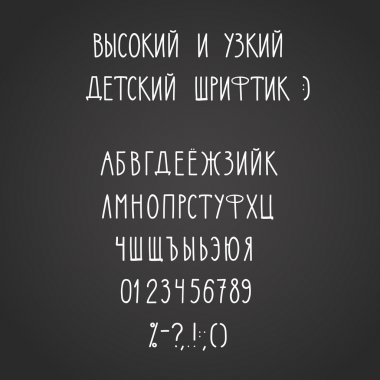 ВЫСОКИЙ И УЗКИЙ
ДЕТСКИЙ ШРИФТИК :)
АБВГДЕЁЖЗИЙК
ЛМНОПРСТУФХЦ
ЧШЩЪЫЬЭЮЯ
0123456789
%-?,.!:;()